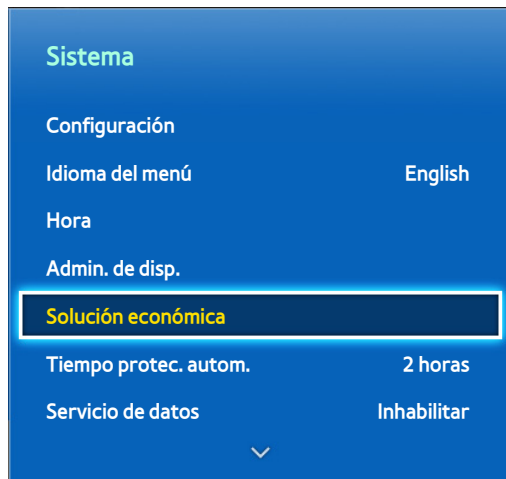 Sistema
Configuración
Idioma del menú English
Hora
Admin. de disp.
Solución económica
Tiempo protec. autom. 2 horas
Servicio de datos Inhabilitar